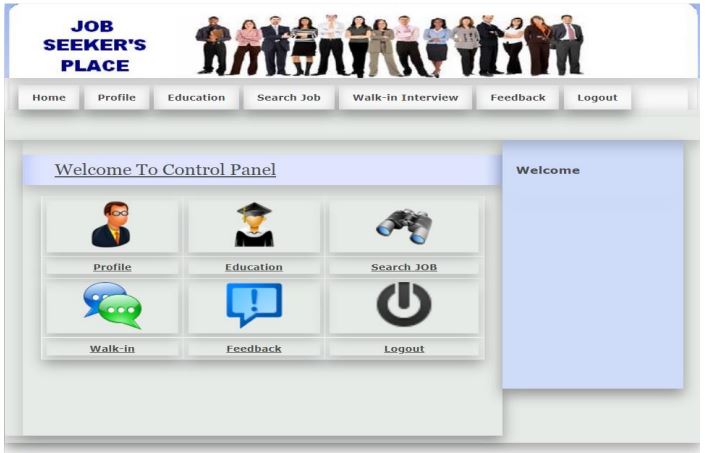 JOB
SEEKER'S
PLACE
Home Profile Education Search Job Walk-in Interview Feedback Logout
Welcome To Control Panel
Welcome
Profile Education Search JOB
Walk-in Feedback Logout